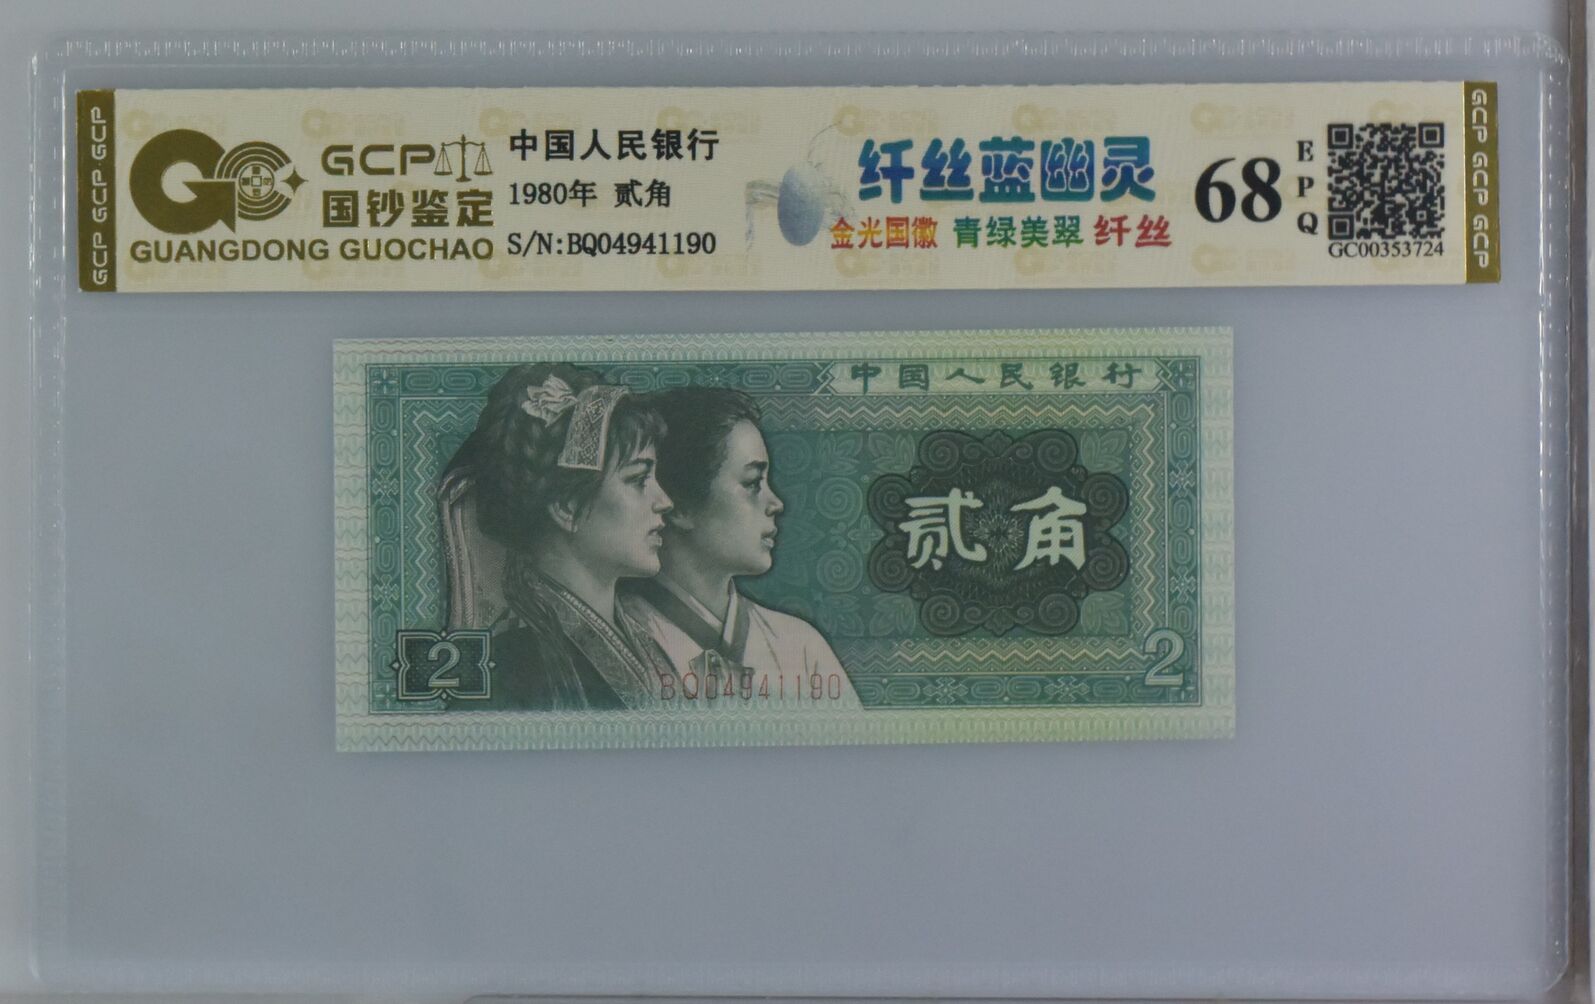 GCP GCP GCP
GCP
国钞鉴定
GUANGDONG GUOCHAO
中国人民银行
1980年 贰角
S/N:BQ04941190
纤丝蓝幽灵
金光国徽 青绿美翠 纤丝
68
EPQ
GC00353724
GCP GCP GCP
中国人民银行
贰角
2
2
BQ04941190